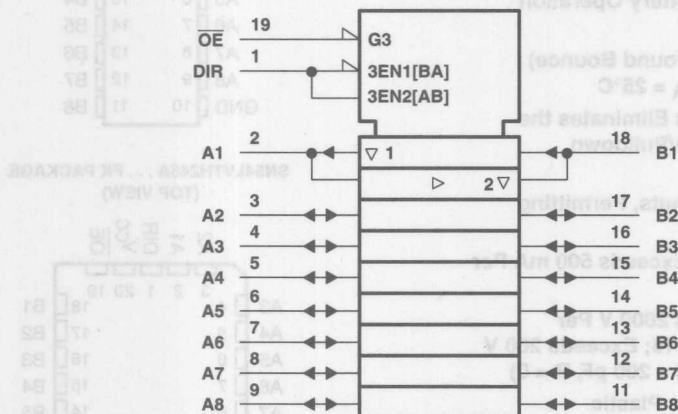 OE 19 G3
DIR 1 3EN1[BA]
3EN2[AB]
A1 2 ▽ 1 18 B1
▷ 2 ▽
A2 3 17 B2
A3 4 16 B3
A4 5 15 B4
A5 6 14 B5
A6 7 13 B6
A7 8 12 B7
A8 9 11 B8